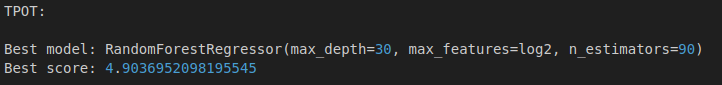 TPOT:
Best model: RandomForestRegressor(max_depth=30, max_features=log2, n_estimators=90)
Best score: 4.9036952098195545